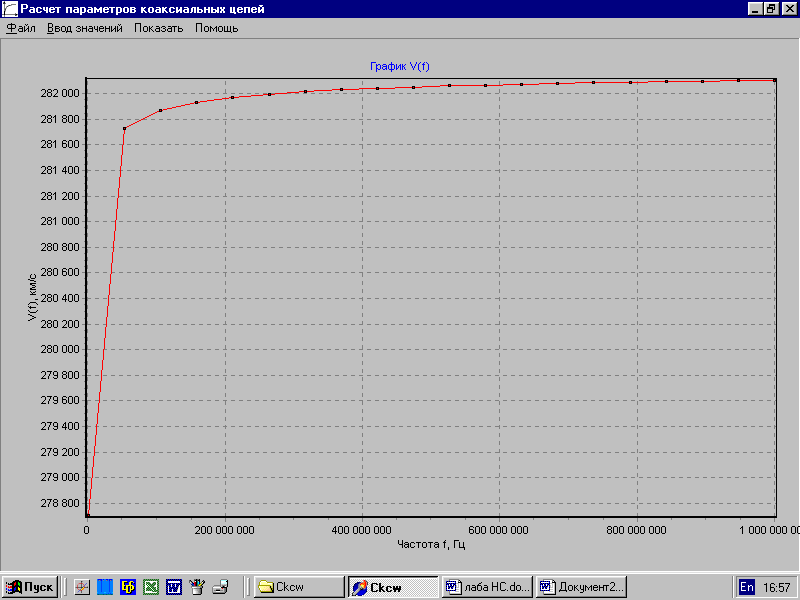 Расчет параметров коаксиальных цепей
Файл Ввод значений Показать Помощь
График V(f)
282 000
281 800
281 600
281 400
281 200
281 000
280 800
280 600
280 400
280 200
280 000
279 800
279 600
279 400
279 200
279 000
278 800
V(f), км/с
0 200 000 000 400 000 000 600 000 000 800 000 000 1 000 000 00
Частота f, Гц
Пуск Ckcw Ckcw лаба НС.do... Документ2... En 16:57